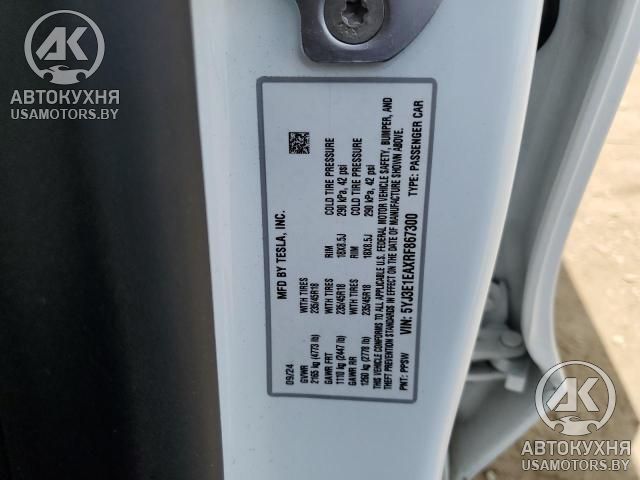 AK
АВТОКУХНЯ
USAMOTORS.BY
MFD BY TESLA, INC.
09/24
GVWR
2165 kg (4773 lb)
GAWR FRT WITH TIRES RIM COLD TIRE PRESSURE
1110 kg (2447 lb) 235/45R18 18X8.5J 290 kPa, 42 psi
GAWR RR WITH TIRES RIM COLD TIRE PRESSURE
1260 kg (2778 lb) 235/45R18 18X8.5J 290 kPa, 42 psi
THIS VEHICLE CONFORMS TO ALL APPLICABLE U.S. FEDERAL MOTOR VEHICLE SAFETY, BUMPER, AND
THEFT PREVENTION STANDARDS IN EFFECT ON THE DATE OF MANUFACTURE SHOWN ABOVE.
VIN: 5YJ3E1EAXRF867300 TYPE: PASSENGER CAR
PNT: PPSW
AK
АВТОКУХНЯ
USAMOTORS.BY